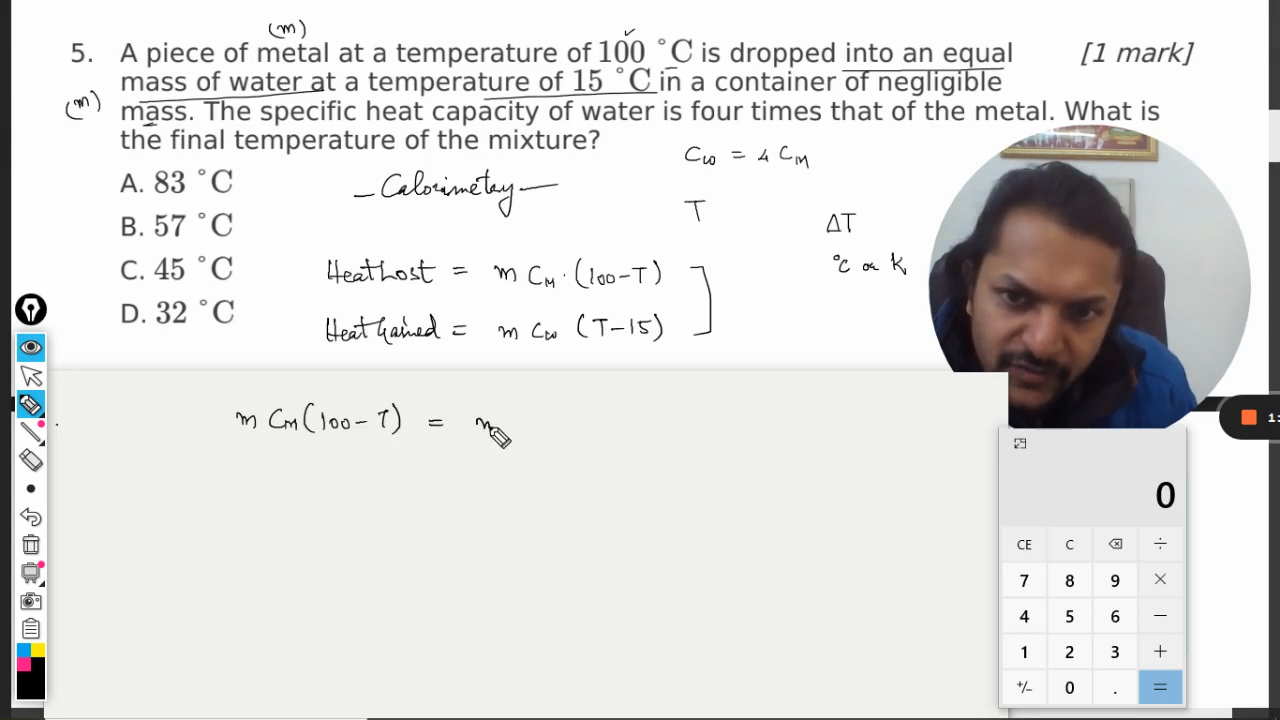 (m)
5. A piece of metal at a temperature of 100 °C is dropped into an equal [1 mark]
mass of water at a temperature of 15 °C in a container of negligible
(m) mass. The specific heat capacity of water is four times that of the metal. What is
the final temperature of the mixture?
Cw = 4 CM
A. 83 °C
- Calorimetry -
T
B. 57 °C
ΔT
C. 45 °C
Heat lost = m CM · (100-T)
°C or K
D. 32 °C
Heat Gained = m Cw (T-15)
m CM (100-T) = m
0
CE C ÷
7 8 9 ×
4 5 6 −
1 2 3 +
+/- 0 . =